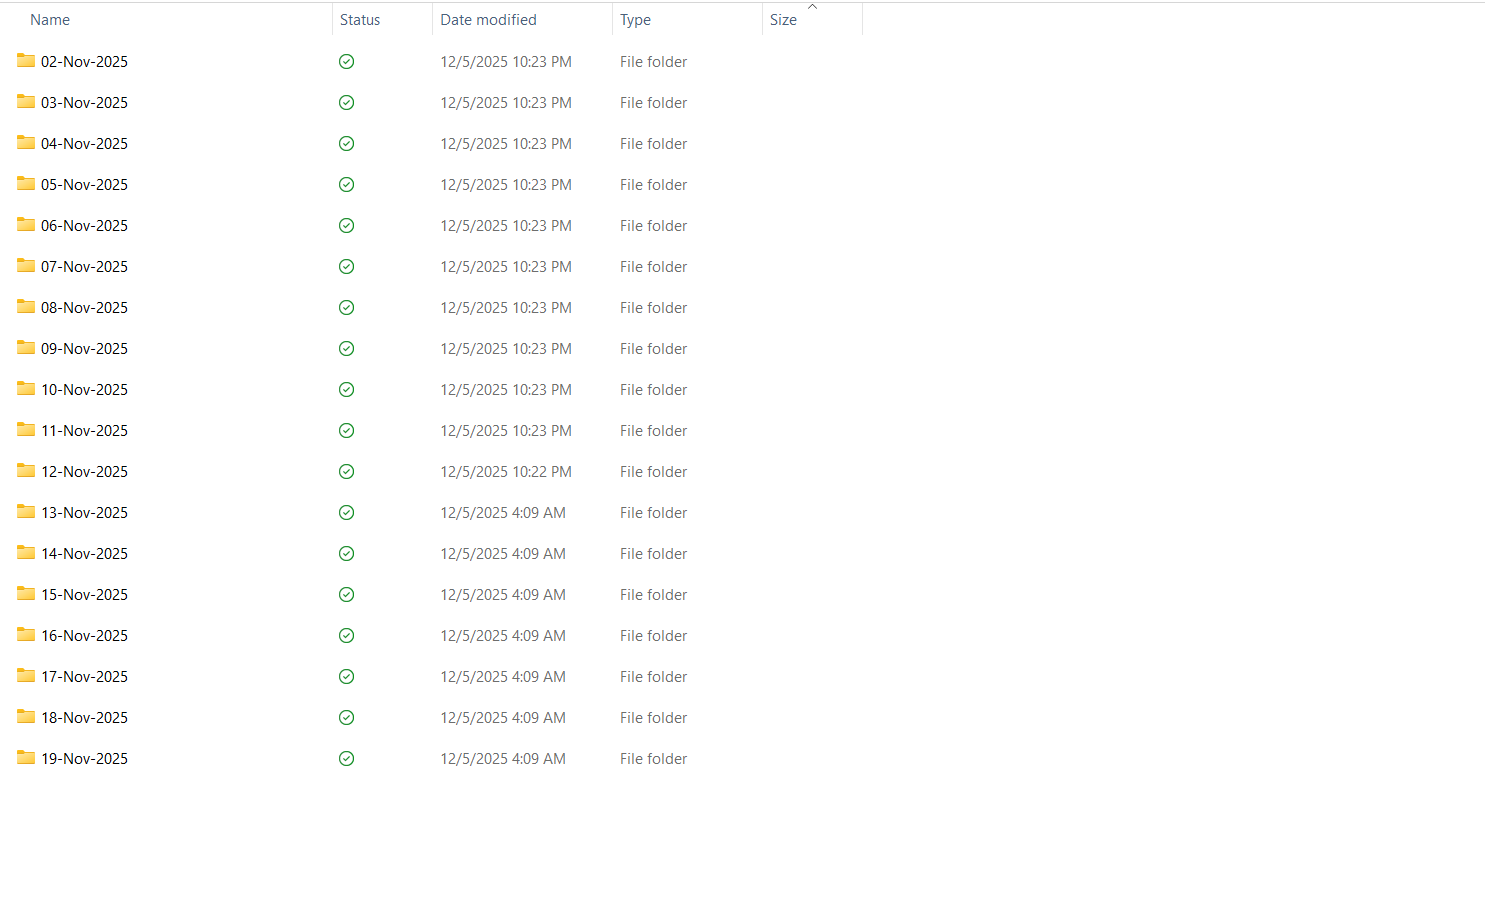 Name Status Date modified Type Size
02-Nov-2025 12/5/2025 10:23 PM File folder
03-Nov-2025 12/5/2025 10:23 PM File folder
04-Nov-2025 12/5/2025 10:23 PM File folder
05-Nov-2025 12/5/2025 10:23 PM File folder
06-Nov-2025 12/5/2025 10:23 PM File folder
07-Nov-2025 12/5/2025 10:23 PM File folder
08-Nov-2025 12/5/2025 10:23 PM File folder
09-Nov-2025 12/5/2025 10:23 PM File folder
10-Nov-2025 12/5/2025 10:23 PM File folder
11-Nov-2025 12/5/2025 10:23 PM File folder
12-Nov-2025 12/5/2025 10:22 PM File folder
13-Nov-2025 12/5/2025 4:09 AM File folder
14-Nov-2025 12/5/2025 4:09 AM File folder
15-Nov-2025 12/5/2025 4:09 AM File folder
16-Nov-2025 12/5/2025 4:09 AM File folder
17-Nov-2025 12/5/2025 4:09 AM File folder
18-Nov-2025 12/5/2025 4:09 AM File folder
19-Nov-2025 12/5/2025 4:09 AM File folder